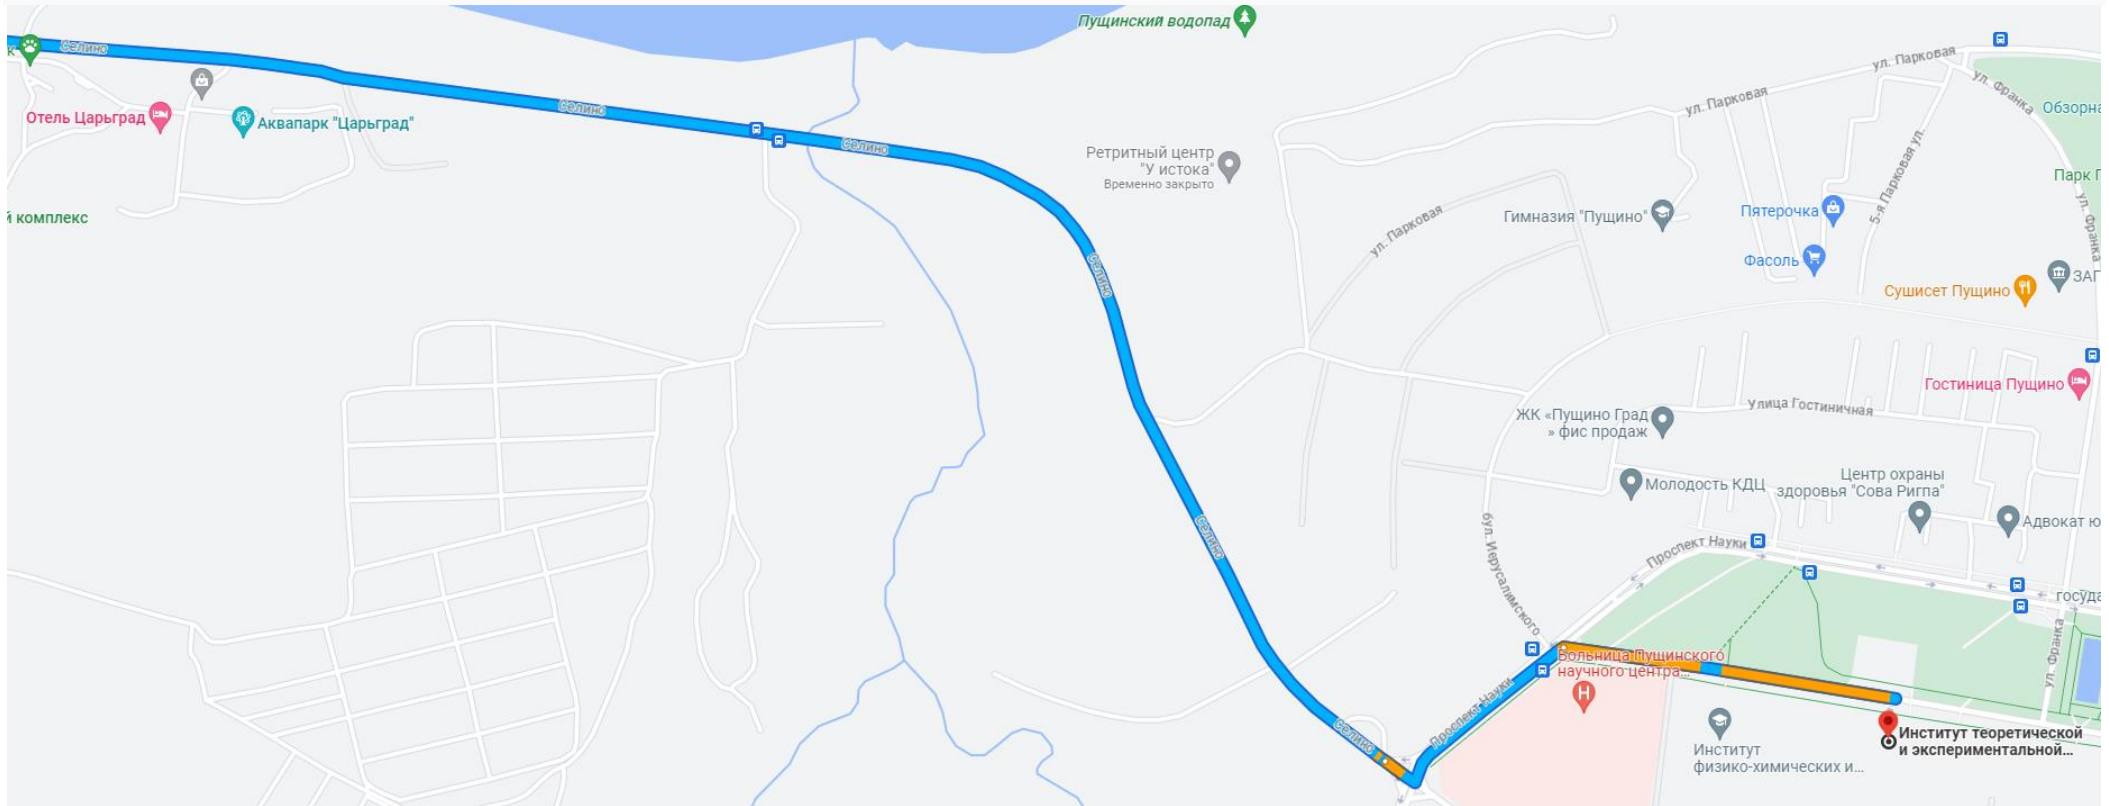 Пущинский водопад
Селино
ул. Парковая
ул. Франка
Обзорна
ул. Парковая
Селино
Отель Царьград
Аквапарк "Царьград"
Селино
Ретритный центр
"У истока"
Временно закрыто
5-я Парковая ул.
Парк
й комплекс
Гимназия "Пущино"
Пятерочка
ул. Парковая
ул. Франка
Фасоль
ЗАГ
Селино
Сушисет Пущино
Гостиница Пущино
Улица Гостиничная
ЖК «Пущино Град
» фис продаж
Центр охраны
здоровья "Сова Ригпа"
Молодость КДЦ
Адвокат ю
Селино
бул. Иерусалимского
Проспект Науки
госуда
ул. Франка
Больница Пущинского
научного центра...
H
Проспект Науки
Селино
Институт
физико-химических и...
Институт теоретической
и экспериментальной...